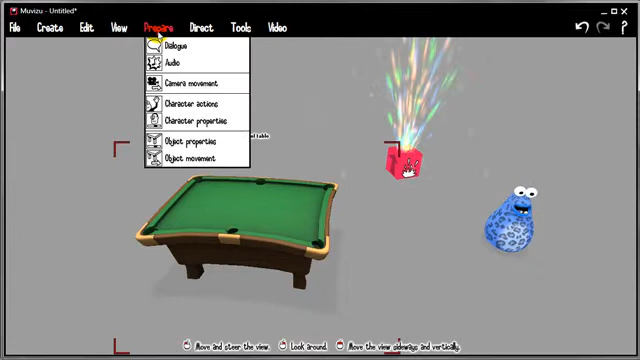 Muvizu - Untitled*
File Create Edit View Prepare Direct Tools Video
Dialogue
Audio
Camera movement
Character actions
Character properties
Object properties
Object movement
table
Move and steer the view. Look around. Move the view sideways and vertically.